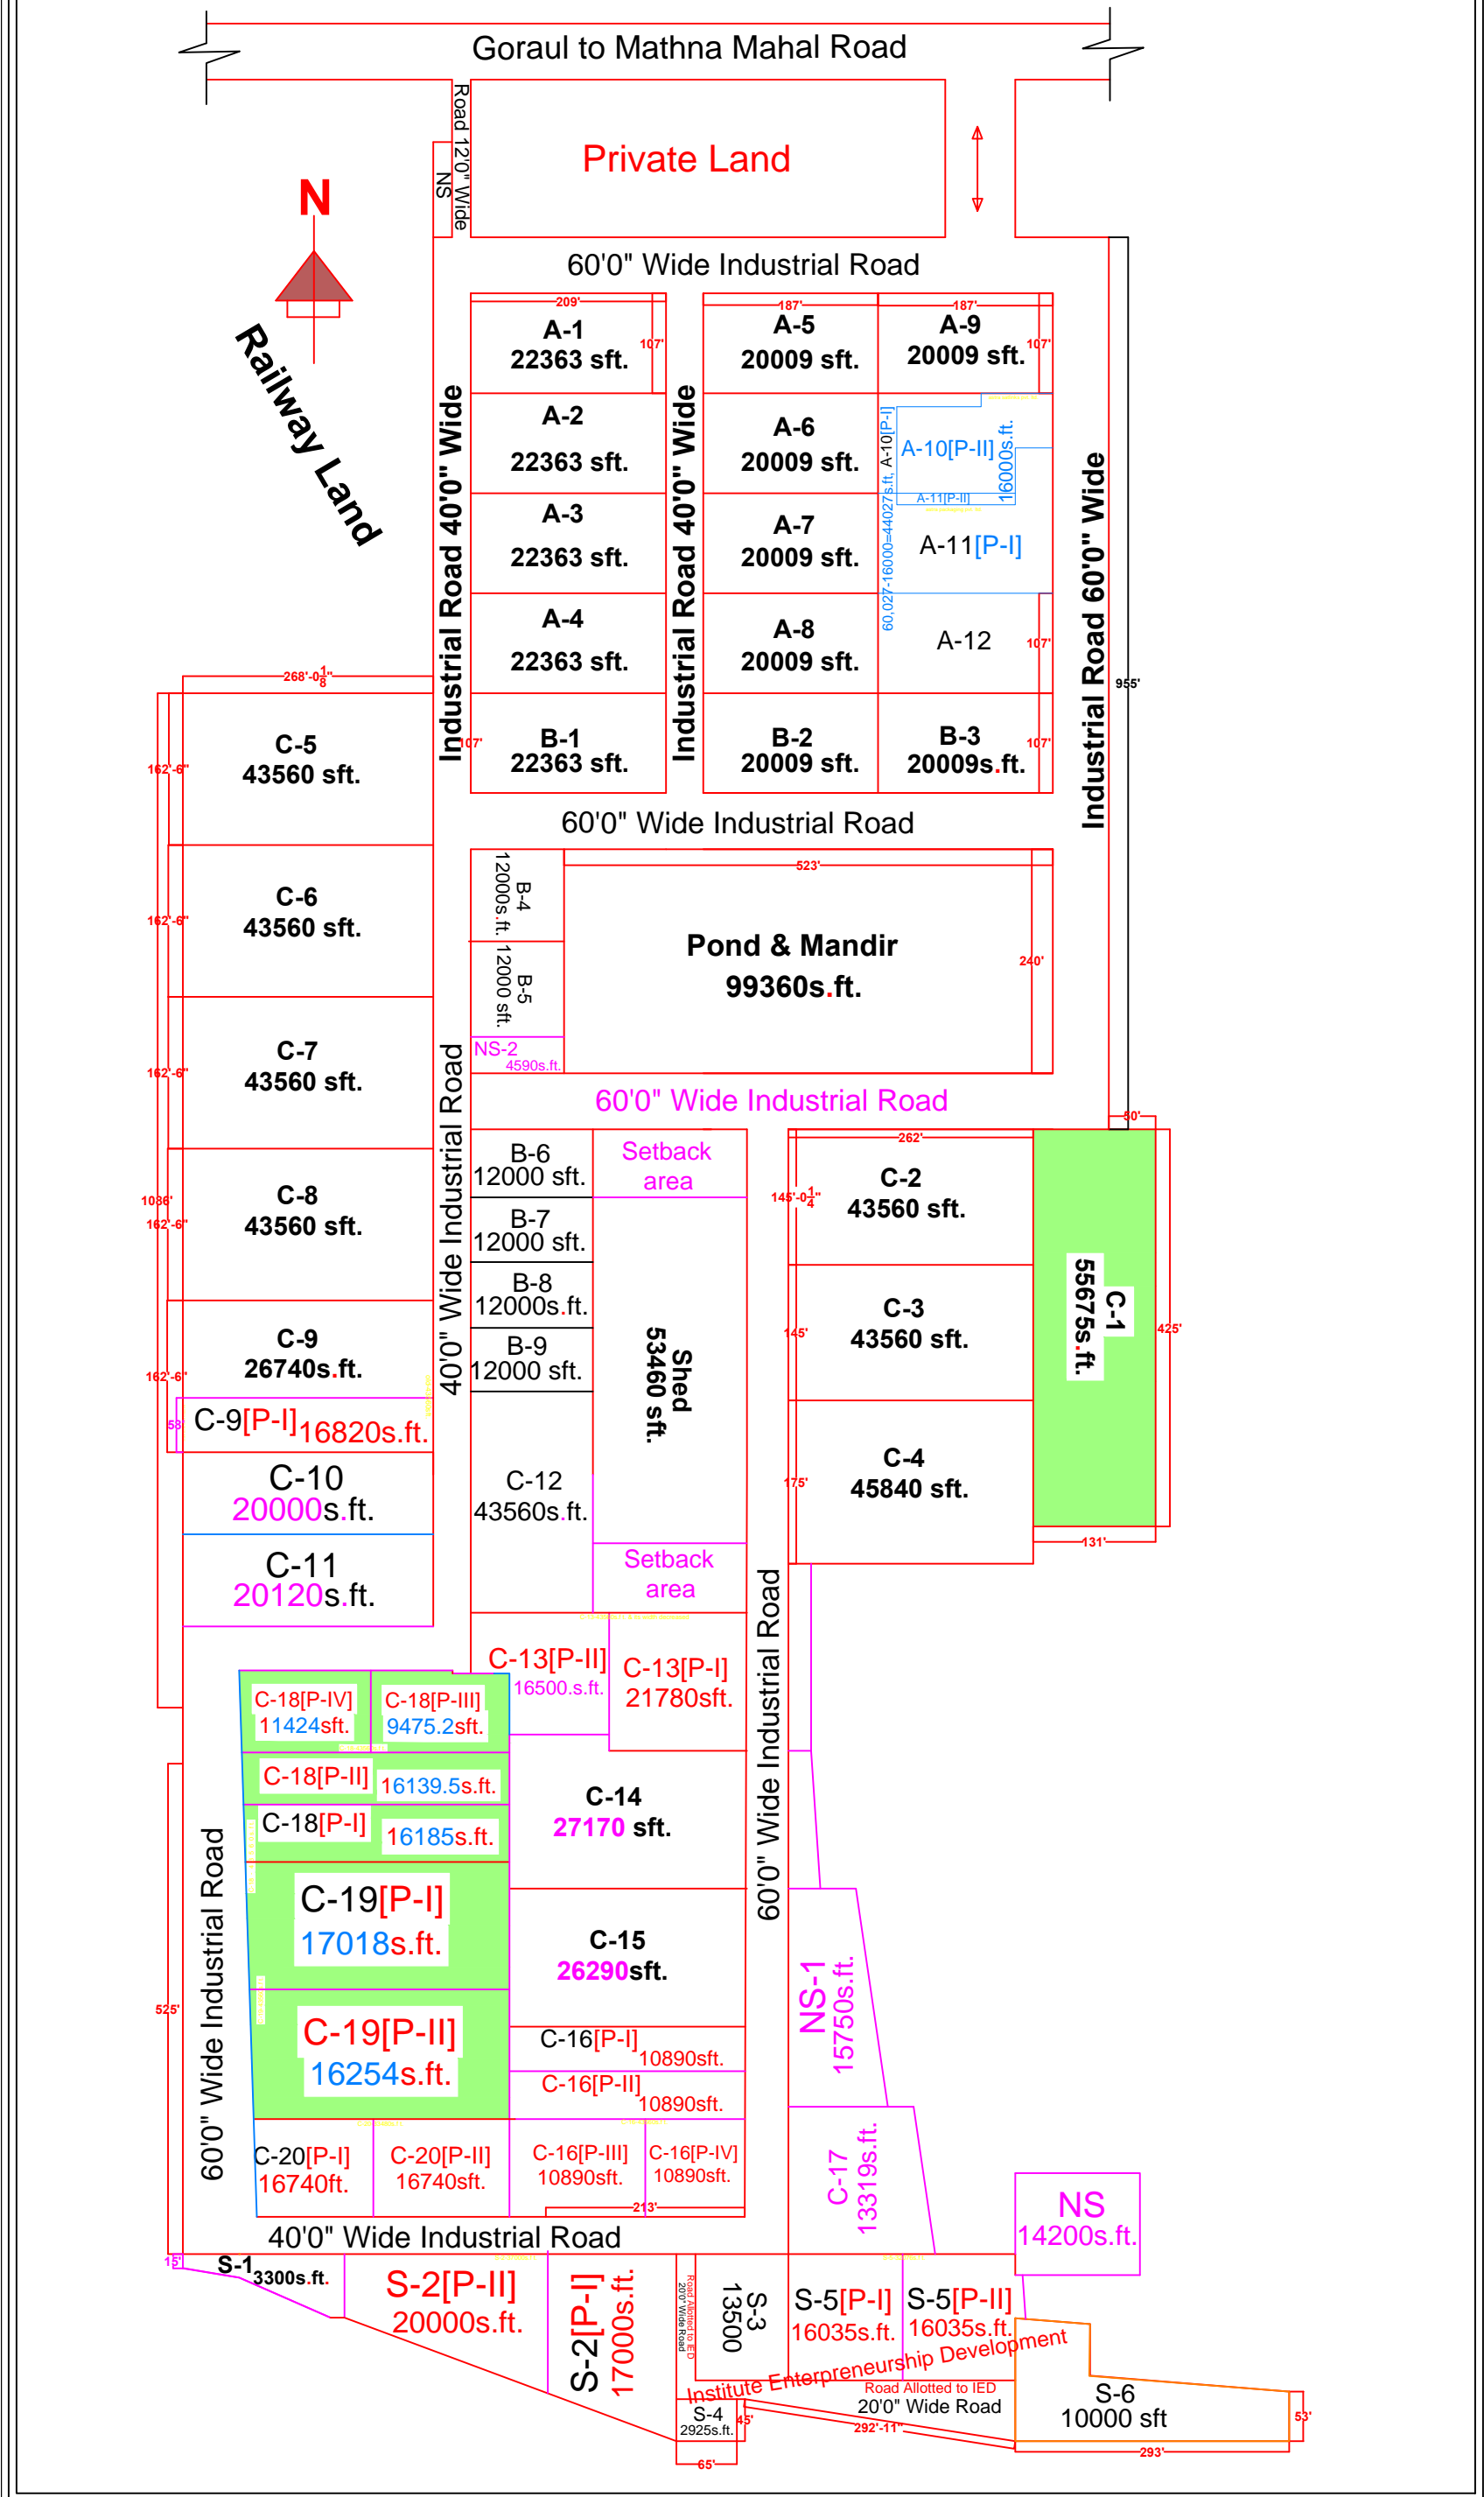 Goraul to Mathna Mahal Road
Road 12'0" Wide
NS
Private Land
N
Railway Land
60'0" Wide Industrial Road
Industrial Road 40'0" Wide
Industrial Road 40'0" Wide
Industrial Road 60'0" Wide
955'
209'
107'
A-1
22363 sft.
187'
A-5
20009 sft.
187'
A-9
20009 sft.
107'
A-2
22363 sft.
A-6
20009 sft.
60,027-16000=44027s.ft, A-10[P-I]
A-10[P-II]
16000s.ft.
A-11[P-II]
A-3
22363 sft.
A-7
20009 sft.
A-11[P-I]
A-4
22363 sft.
A-8
20009 sft.
A-12
107'
107'
B-1
22363 sft.
B-2
20009 sft.
B-3
20009s.ft.
107'
268'-0 1/8"
162'-6"
C-5
43560 sft.
60'0" Wide Industrial Road
162'-6"
C-6
43560 sft.
B-4
12000s.ft.
B-5
12000 sft.
NS-2
4590s.ft.
523'
Pond & Mandir
99360s.ft.
240'
162'-6"
C-7
43560 sft.
40'0" Wide Industrial Road
60'0" Wide Industrial Road
1086'
162'-6"
C-8
43560 sft.
B-6
12000 sft.
B-7
12000 sft.
B-8
12000s.ft.
B-9
12000 sft.
Setback
area
Shed
53460 sft.
Setback
area
262'
145'-0 1/4"
C-2
43560 sft.
145'
C-3
43560 sft.
175'
C-4
45840 sft.
50'
C-1
55675s.ft.
425'
131'
162'-6"
C-9
26740s.ft.
58'
C-9[P-I]16820s.ft.
C-10
20000s.ft.
C-11
20120s.ft.
C-12
43560s.ft.
C-13[P-II]
16500.s.ft.
C-13[P-I]
21780sft.
60'0" Wide Industrial Road
C-18[P-IV]
11424sft.
C-18[P-III]
9475.2sft.
C-18[P-II] 16139.5s.ft.
C-18[P-I] 16185s.ft.
C-14
27170 sft.
60'0" Wide Industrial Road
525'
C-19[P-I]
17018s.ft.
C-15
26290sft.
C-19[P-II]
16254s.ft.
C-16[P-I]
10890sft.
C-16[P-II]
10890sft.
NS-1
15750s.ft.
C-20[P-I]
16740ft.
C-20[P-II]
16740sft.
C-16[P-III]
10890sft.
C-16[P-IV]
10890sft.
213'
C-17
13319s.ft.
NS
14200s.ft.
40'0" Wide Industrial Road
15'
S-1
3300s.ft.
S-2[P-II]
20000s.ft.
S-2[P-I]
17000s.ft.
Road Allotted to IED
20'0" Wide Road
S-3
13500
S-5[P-I]
16035s.ft.
S-5[P-II]
16035s.ft.
Institute Enterpreneurship Development
Road Allotted to IED
20'0" Wide Road
S-4
2925s.ft.
45'
65'
292'-11"
S-6
10000 sft
53'
293'